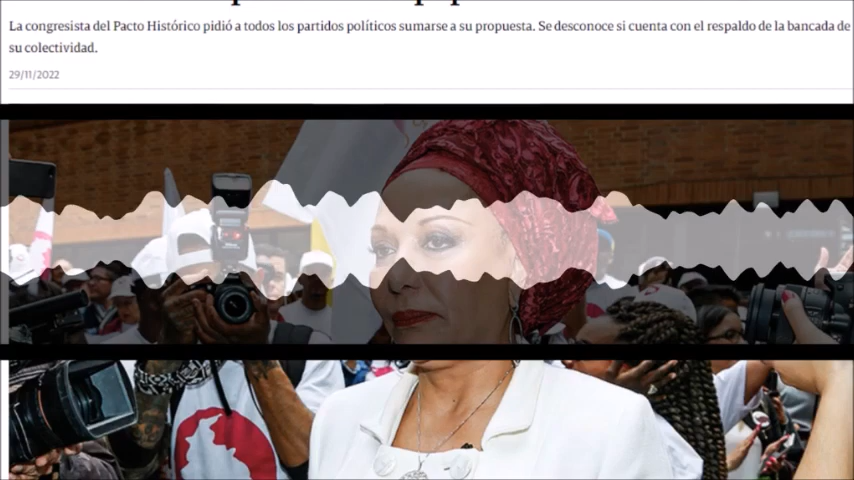 La congresista del Pacto Histórico pidió a todos los partidos políticos sumarse a su propuesta. Se desconoce si cuenta con el respaldo de la bancada de
su colectividad.
29/11/2022